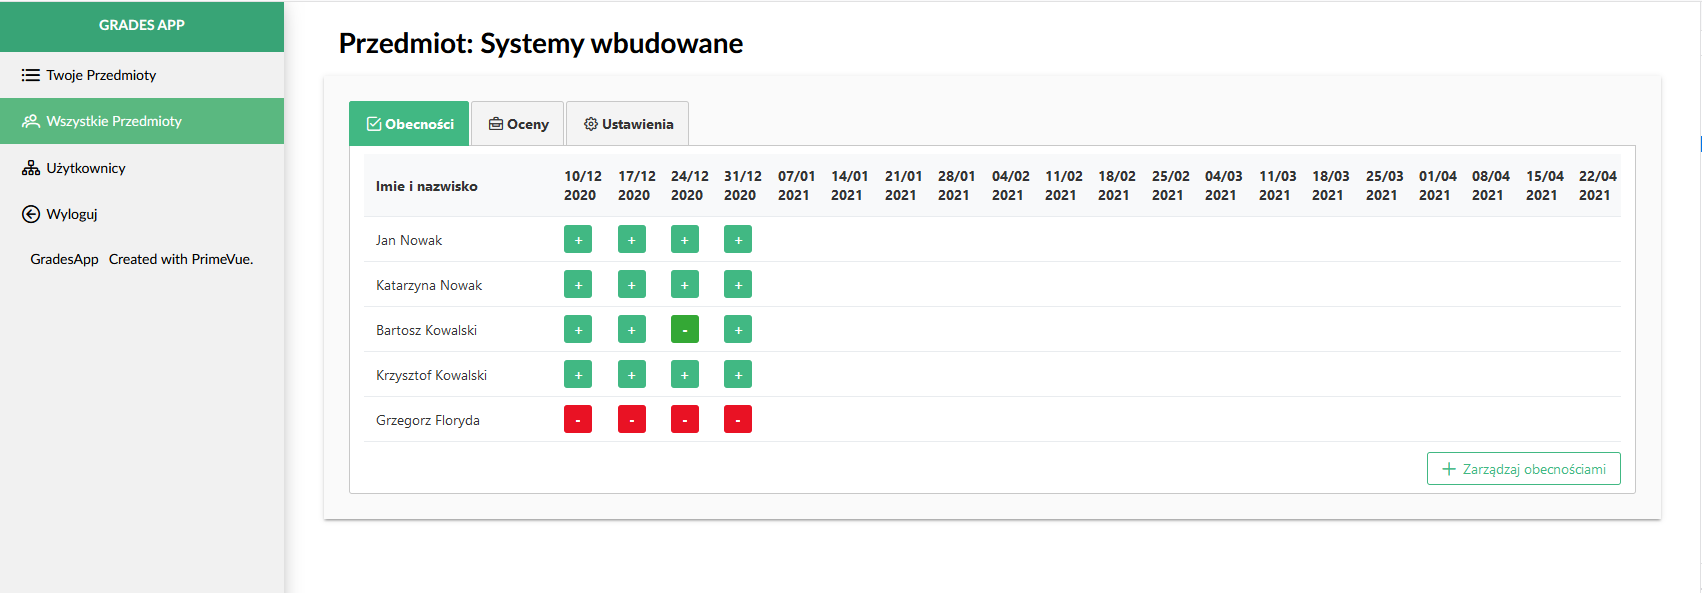 GRADES APP
Twoje Przedmioty
Wszystkie Przedmioty
Użytkownicy
Wyloguj
GradesApp Created with PrimeVue.
Przedmiot: Systemy wbudowane
Obecności Oceny Ustawienia
Imie i nazwisko 10/12 17/12 24/12 31/12 07/01 14/01 21/01 28/01 04/02 11/02 18/02 25/02 04/03 11/03 18/03 25/03 01/04 08/04 15/04 22/04
2020 2020 2020 2020 2021 2021 2021 2021 2021 2021 2021 2021 2021 2021 2021 2021 2021 2021 2021 2021
Jan Nowak + + + +
Katarzyna Nowak + + + +
Bartosz Kowalski + + - +
Krzysztof Kowalski + + + +
Grzegorz Floryda - - - -
+ Zarządzaj obecnościami